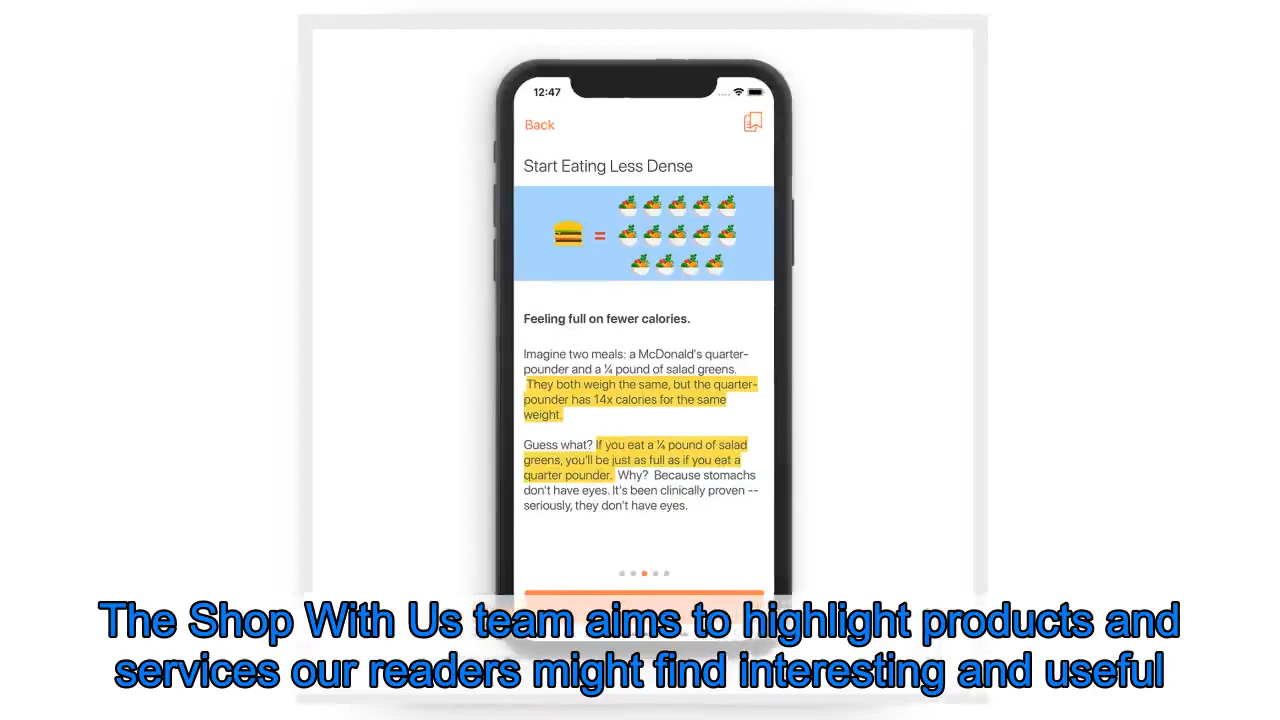 12:47
Back
Start Eating Less Dense
=
Feeling full on fewer calories.
Imagine two meals: a McDonald's quarter-
pounder and a ¼ pound of salad greens.
They both weigh the same, but the quarter-
pounder has 14x calories for the same
weight.
Guess what? If you eat a ¼ pound of salad
greens, you'll be just as full as if you eat a
quarter pounder. Why? Because stomachs
don't have eyes. It's been clinically proven --
seriously, they don't have eyes.
The Shop With Us team aims to highlight products and
services our readers might find interesting and useful